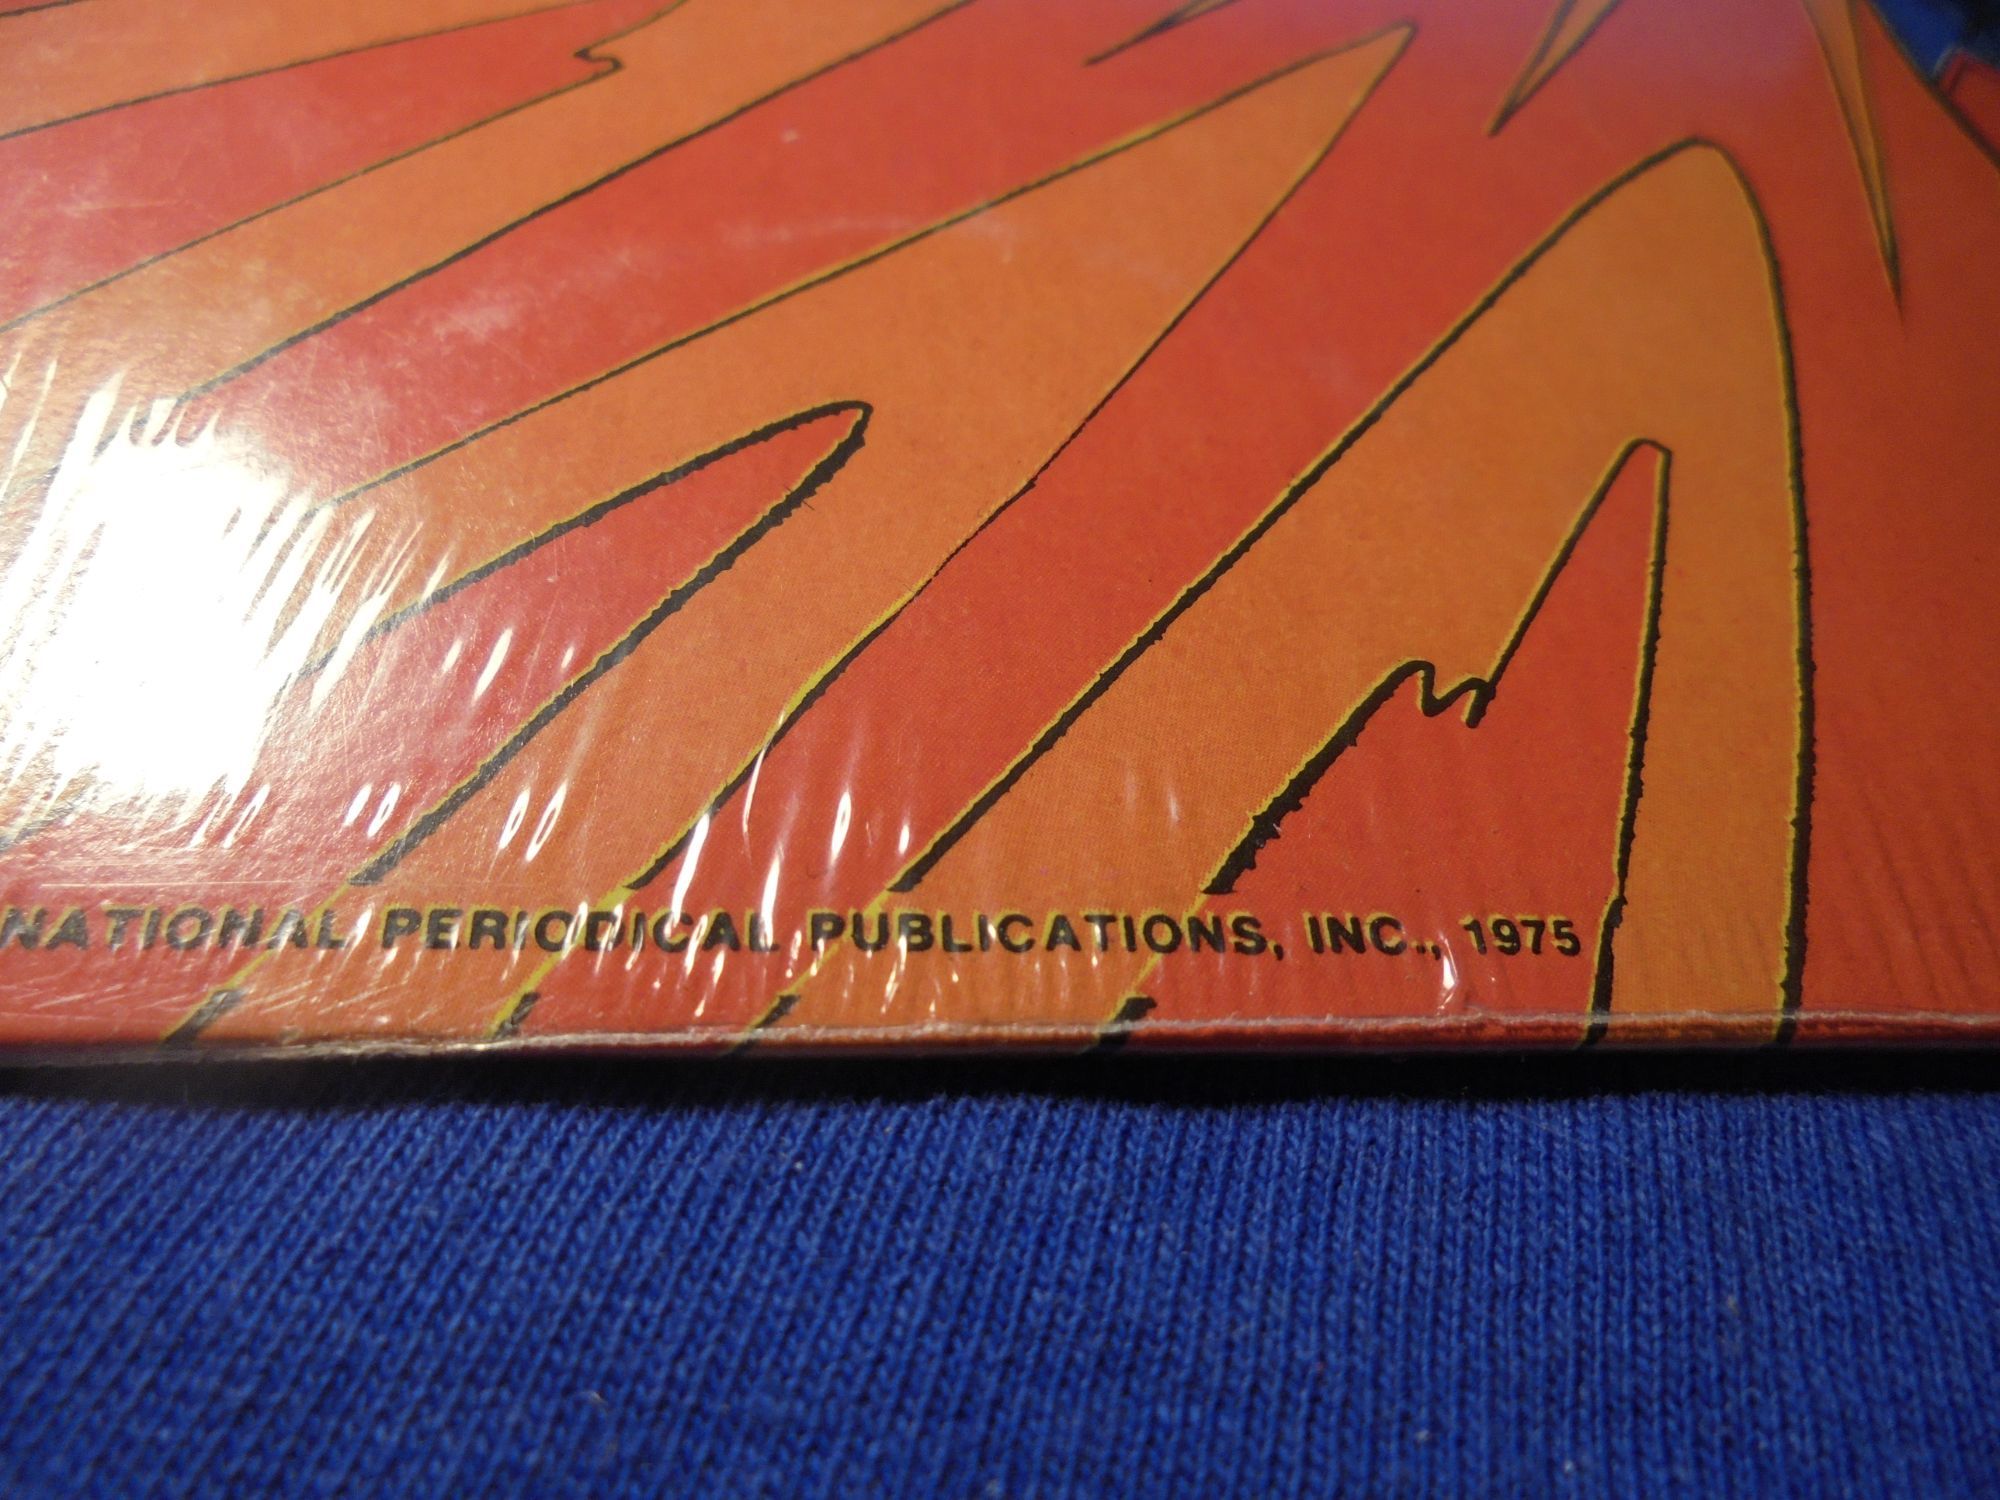 NATIONAL PERIODICAL PUBLICATIONS, INC., 1975